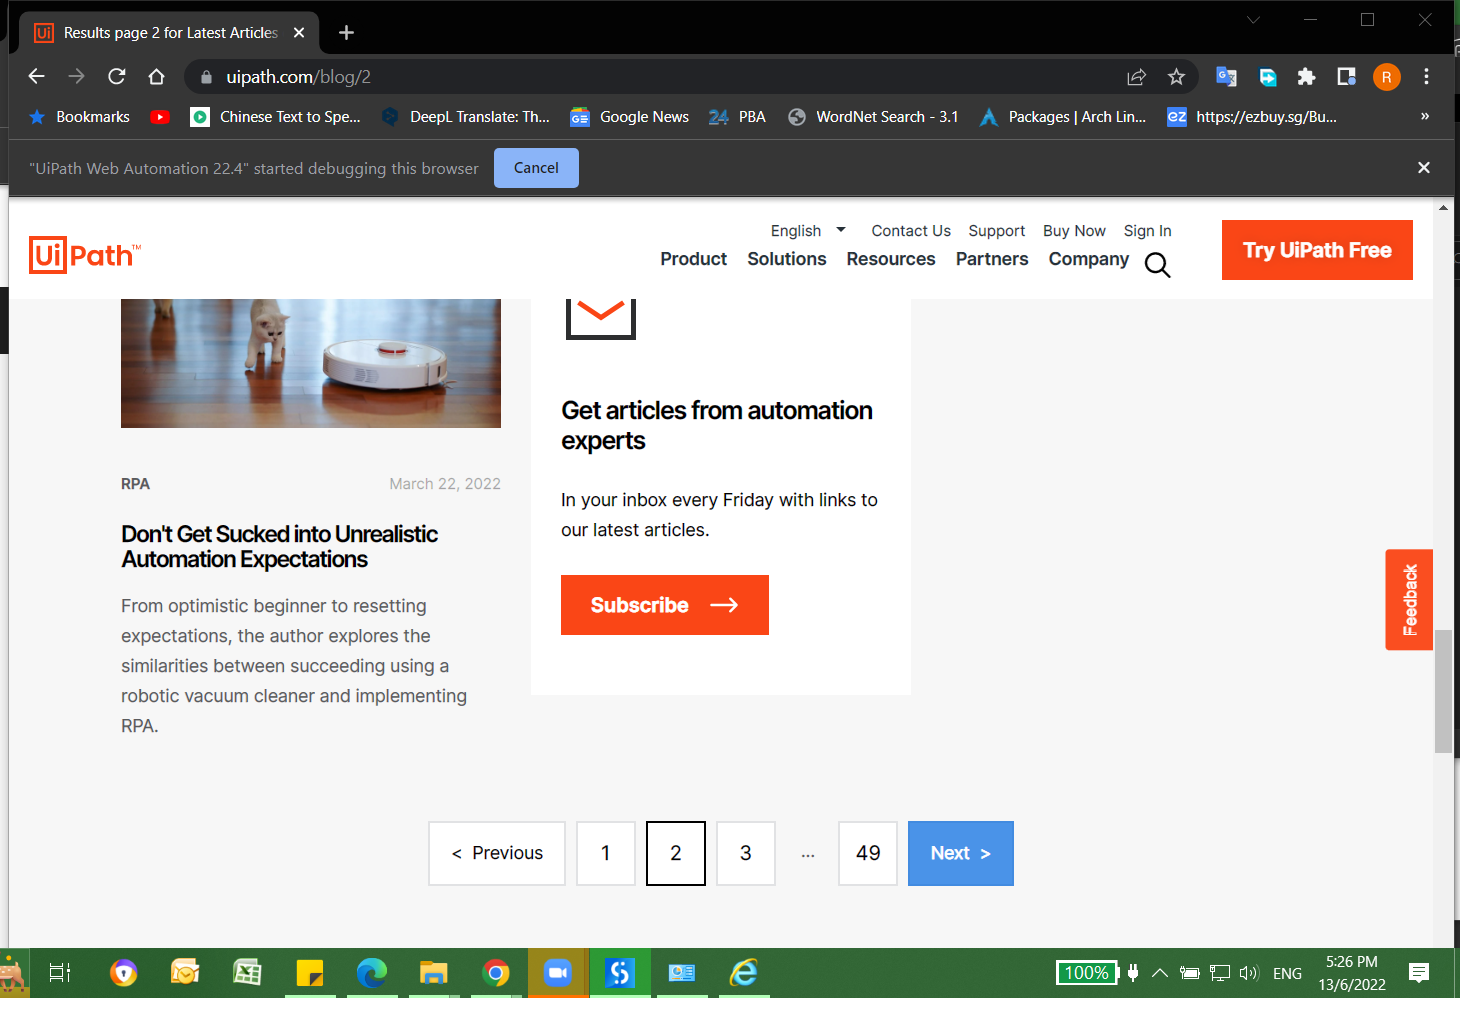 Ui Results page 2 for Latest Articles
uipath.com/blog/2
R
Bookmarks Chinese Text to Spe... DeepL Translate: Th... GE Google News 24 PBA WordNet Search - 3.1 Packages | Arch Lin... ez https://ezbuy.sg/Bu... »
"UiPath Web Automation 22.4" started debugging this browser Cancel
English Contact Us Support Buy Now Sign In
UiPath™ Product Solutions Resources Partners Company Try UiPath Free
Get articles from automation
experts
In your inbox every Friday with links to
our latest articles.
Subscribe →
RPA March 22, 2022
Don't Get Sucked into Unrealistic
Automation Expectations
From optimistic beginner to resetting
expectations, the author explores the
similarities between succeeding using a
robotic vacuum cleaner and implementing
RPA.
Feedback
< Previous 1 2 3 ... 49 Next >
100% ENG 5:26 PM
13/6/2022